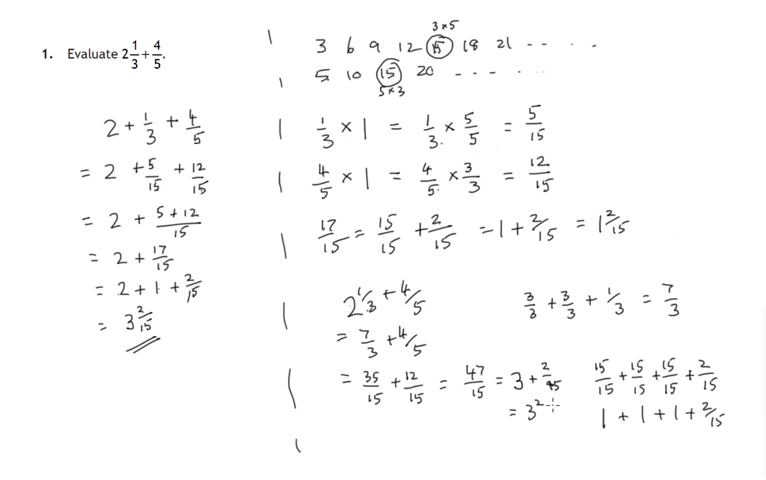 1. Evaluate 2 1/3 + 4/5.
2 + 1/3 + 4/5
= 2 + 5/15 + 12/15
= 2 + (5+12)/15
= 2 + 17/15
= 2 + 1 + 2/15
= 3 2/15
3×5
3 6 9 12 15 18 21 -- . . .
5 10 15 20 - - - - . .
5×3
1/3 × 1 = 1/3 . × 5/5 = 5/15
4/5 × 1 = 4/5 . × 3/3 = 12/15
17/15 = 15/15 + 2/15 = 1 + 2/15 = 1 2/15
2 1/3 + 4/5
= 7/3 + 4/5
= 35/15 + 12/15 = 47/15 = 3 + 2/15
= 3 2
3/3 + 3/3 + 1/3 = 7/3
15/15 + 15/15 + 15/15 + 2/15
1 + 1 + 1 + 2/15